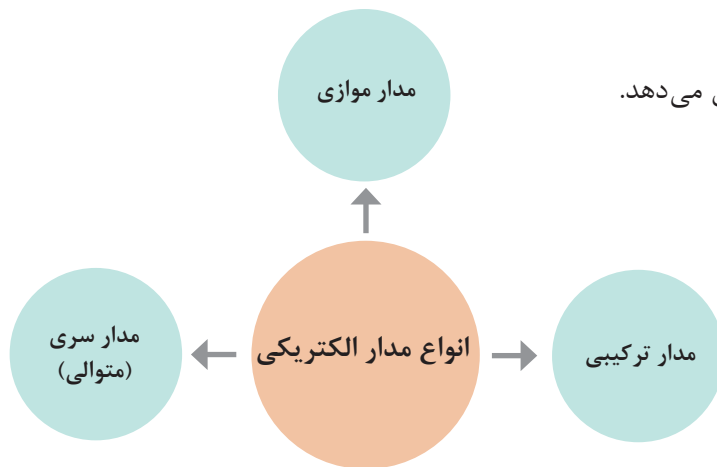 می‌دهد.
مدار موازی
انواع مدار الکتریکی
مدار ترکیبی
مدار سری
(متوالی)